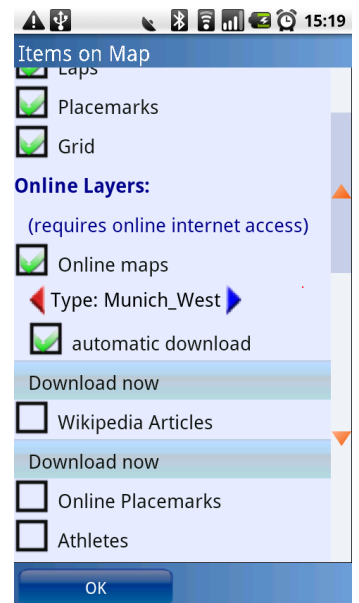 15:19
Items on Map
Laps
Placemarks
Grid
Online Layers:
(requires online internet access)
Online maps
Type: Munich_West
automatic download
Download now
Wikipedia Articles
Download now
Online Placemarks
Athletes
OK